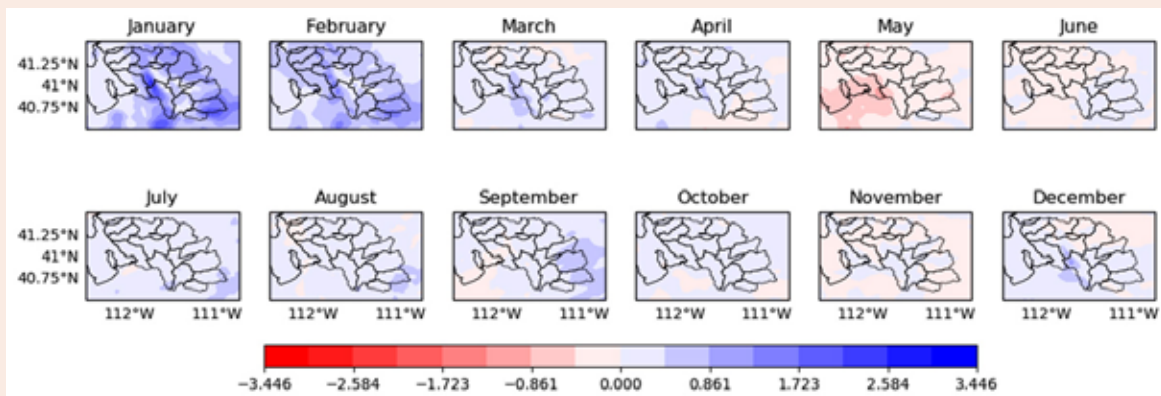 January February March April May June
41.25°N
41°N
40.75°N
July August September October November December
41.25°N
41°N
40.75°N
112°W 111°W 112°W 111°W 112°W 111°W 112°W 111°W 112°W 111°W 112°W 111°W
−3.446 −2.584 −1.723 −0.861 0.000 0.861 1.723 2.584 3.446